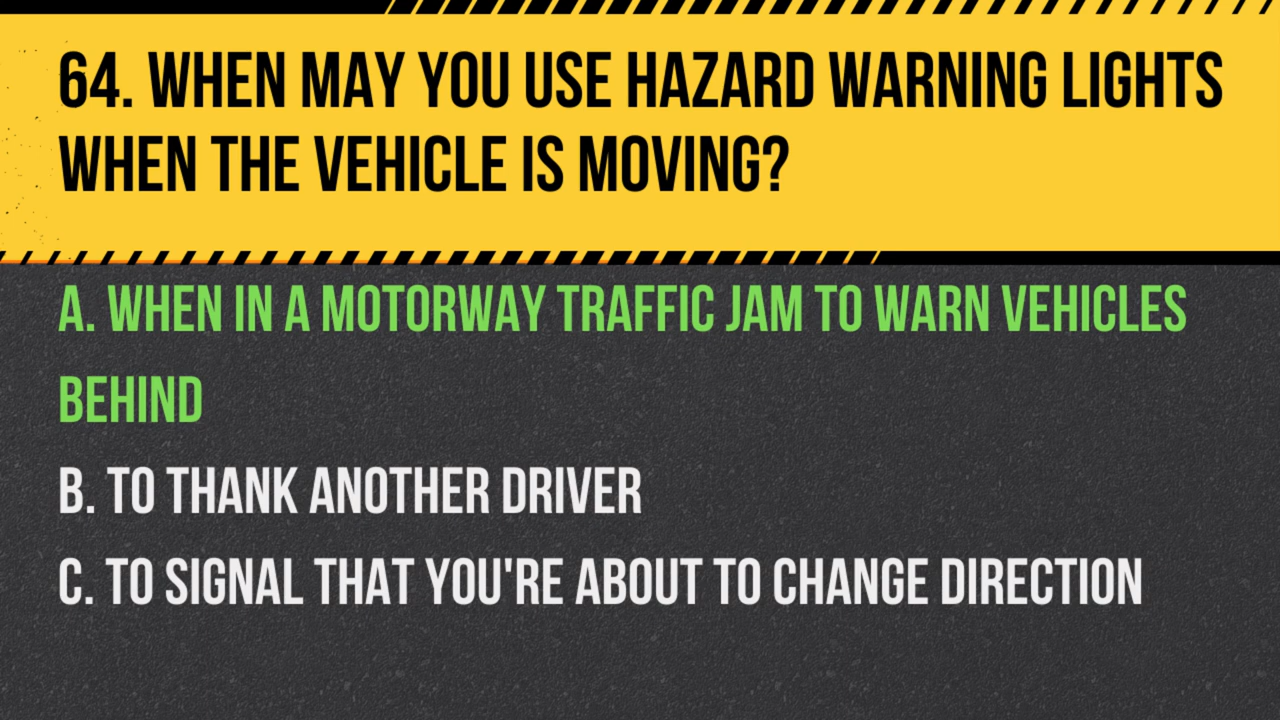 64. WHEN MAY YOU USE HAZARD WARNING LIGHTS
WHEN THE VEHICLE IS MOVING?
A. WHEN IN A MOTORWAY TRAFFIC JAM TO WARN VEHICLES
BEHIND
B. TO THANK ANOTHER DRIVER
C. TO SIGNAL THAT YOU'RE ABOUT TO CHANGE DIRECTION